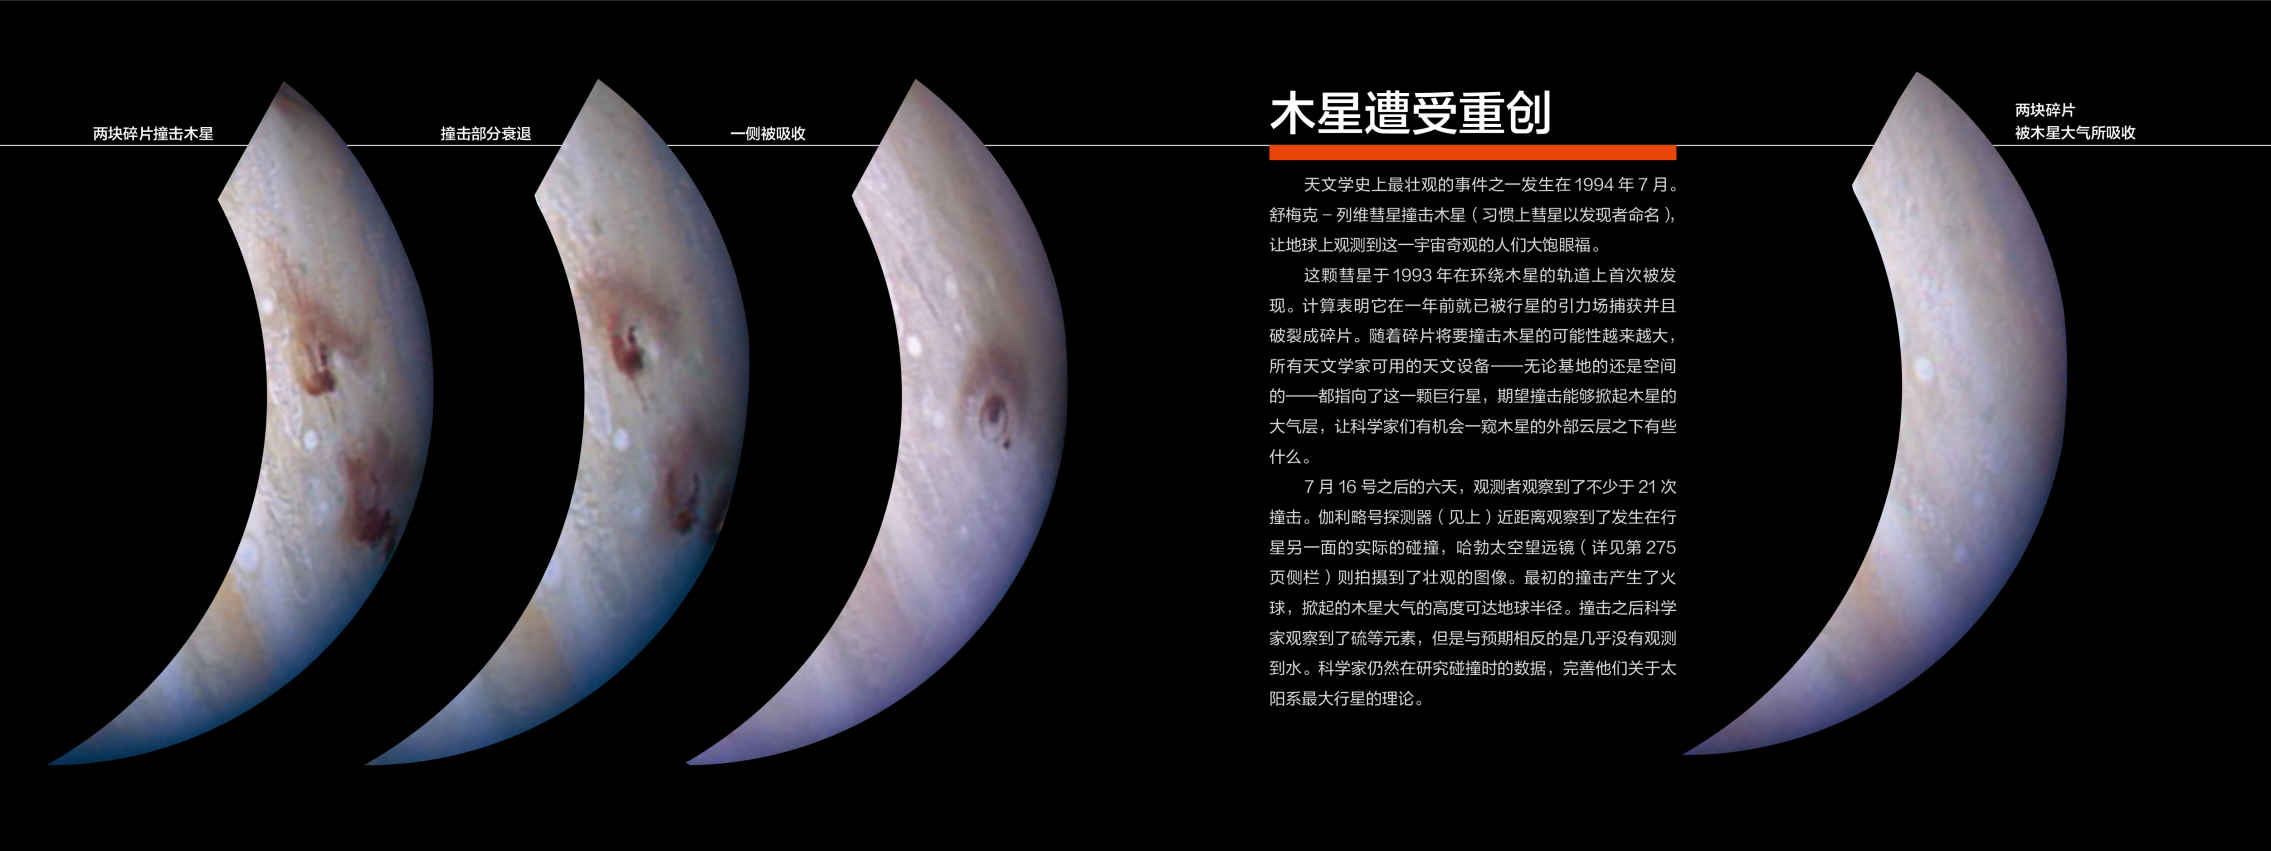 两块碎片撞击木星
撞击部分衰退
一侧被吸收
木星遭受重创
天文学史上最壮观的事件之一发生在 1994 年 7 月。
舒梅克 – 列维彗星撞击木星（习惯上彗星以发现者命名），
让地球上观测到这一宇宙奇观的人们大饱眼福。
这颗彗星于 1993 年在环绕木星的轨道上首次被发
现。计算表明它在一年前就已被行星的引力场捕获并且
破裂成碎片。随着碎片将要撞击木星的可能性越来越大，
所有天文学家可用的天文设备——无论基地的还是空间
的——都指向了这一颗巨行星，期望撞击能够掀起木星的
大气层，让科学家们有机会一窥木星的外部云层之下有些
什么。
7 月 16 号之后的六天，观测者观察到了不少于 21 次
撞击。伽利略号探测器（见上）近距离观察到了发生在行
星另一面的实际的碰撞，哈勃太空望远镜（详见第 275
页侧栏）则拍摄到了壮观的图像。最初的撞击产生了火
球，掀起的木星大气的高度可达地球半径。撞击之后科学
家观察到了硫等元素，但是与预期相反的是几乎没有观测
到水。科学家仍然在研究碰撞时的数据，完善他们关于太
阳系最大行星的理论。
两块碎片
被木星大气所吸收